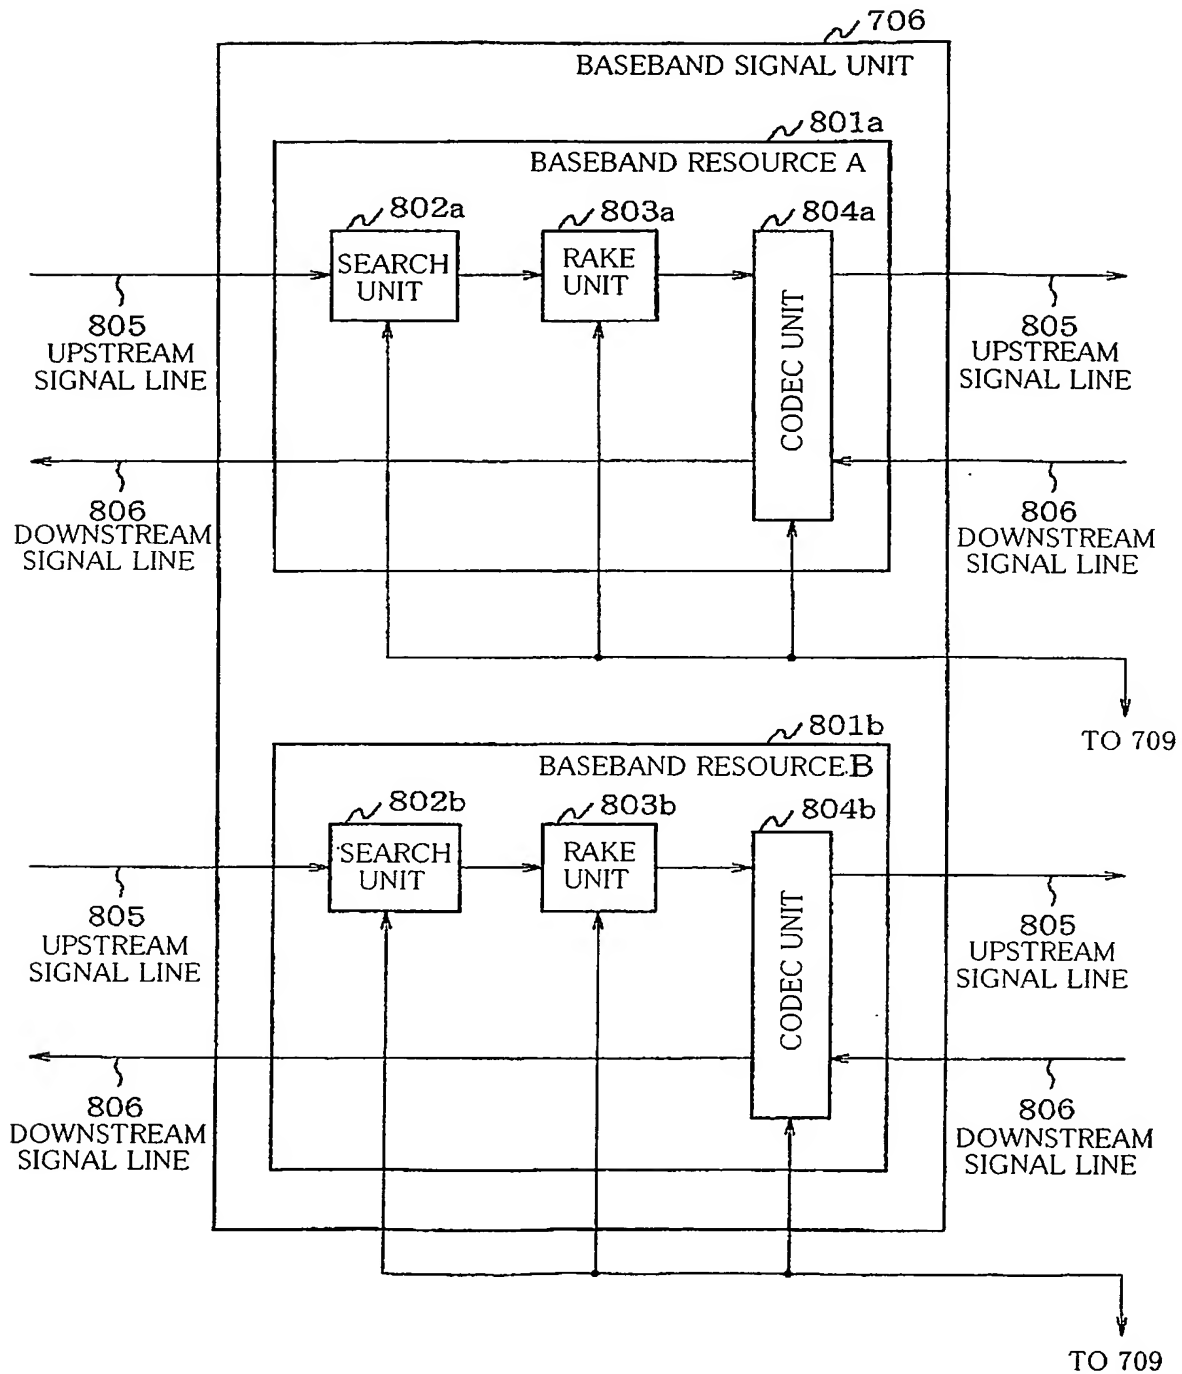 706
BASEBAND SIGNAL UNIT
801a
BASEBAND RESOURCE A
802a
803a
804a
SEARCH
UNIT
RAKE
UNIT
CODEC UNIT
805
UPSTREAM
SIGNAL LINE
805
UPSTREAM
SIGNAL LINE
806
DOWNSTREAM
SIGNAL LINE
806
DOWNSTREAM
SIGNAL LINE
TO 709
801b
BASEBAND RESOURCE B
802b
803b
804b
SEARCH
UNIT
RAKE
UNIT
CODEC UNIT
805
UPSTREAM
SIGNAL LINE
805
UPSTREAM
SIGNAL LINE
806
DOWNSTREAM
SIGNAL LINE
806
DOWNSTREAM
SIGNAL LINE
TO 709